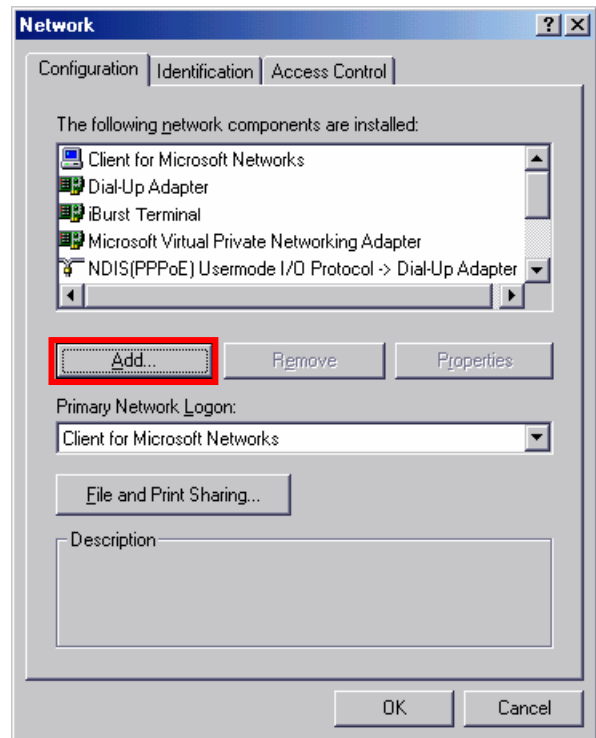 Network
Configuration Identification Access Control
The following network components are installed:
Client for Microsoft Networks
Dial-Up Adapter
iBurst Terminal
Microsoft Virtual Private Networking Adapter
NDIS(PPPoE) Usermode I/O Protocol -> Dial-Up Adapter
Add... Remove Properties
Primary Network Logon:
Client for Microsoft Networks
File and Print Sharing...
Description
OK Cancel